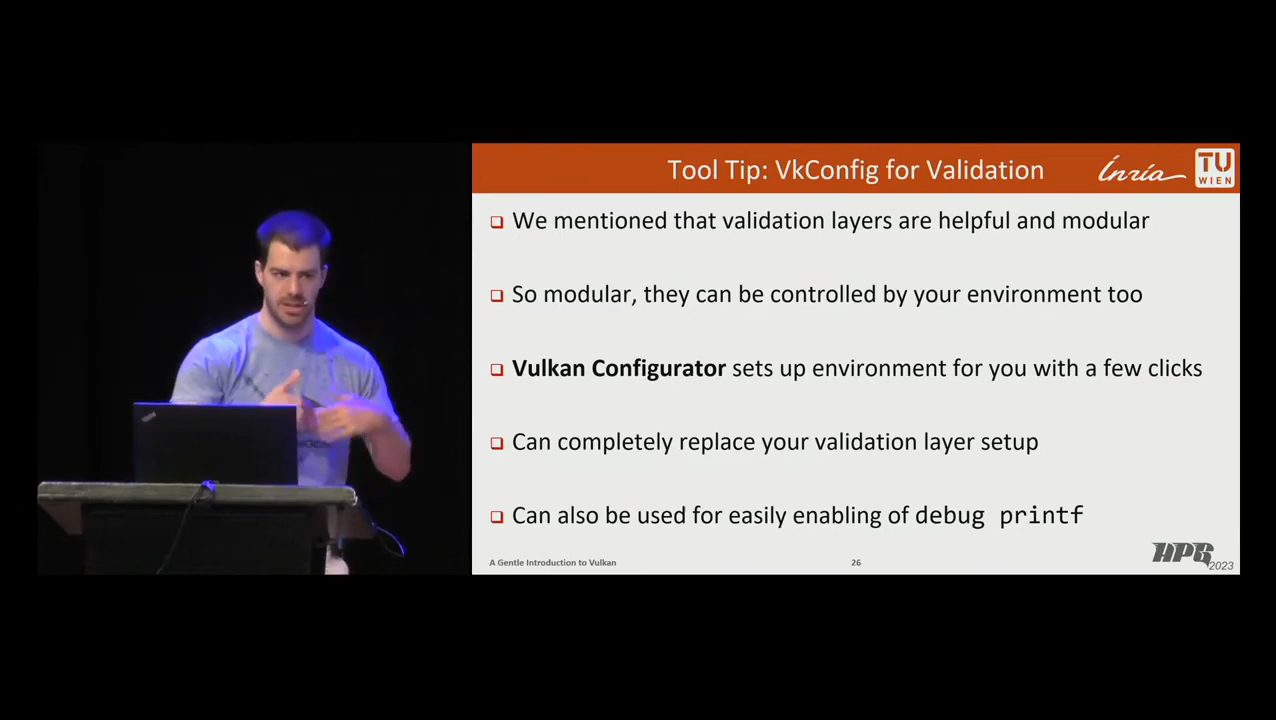 Tool Tip: VkConfig for Validation
Inria
TU
WIEN
We mentioned that validation layers are helpful and modular
So modular, they can be controlled by your environment too
Vulkan Configurator sets up environment for you with a few clicks
Can completely replace your validation layer setup
Can also be used for easily enabling of debug printf
A Gentle Introduction to Vulkan
26
HPG
2023